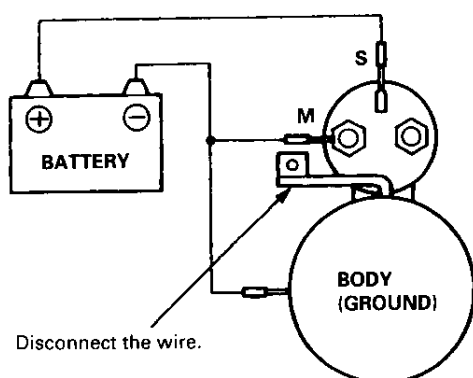 S
M
+
−
BATTERY
BODY
(GROUND)
Disconnect the wire.